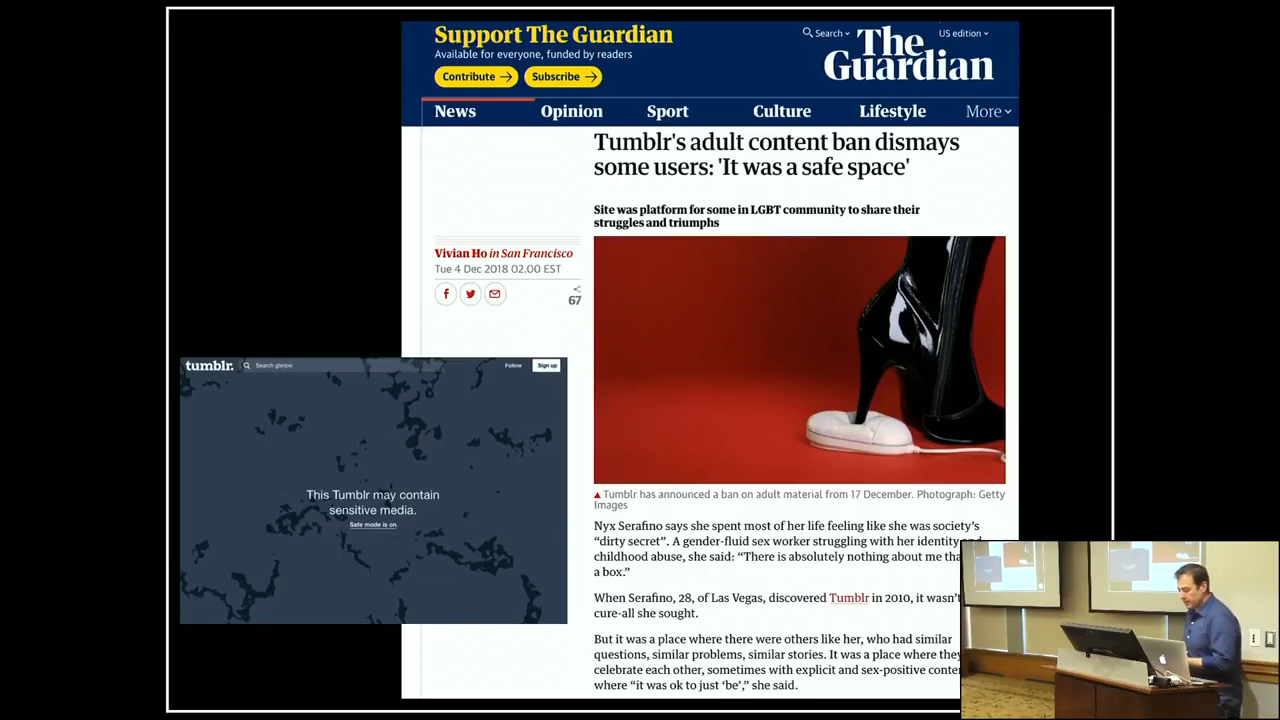 Support The Guardian
Available for everyone, funded by readers
Contribute
Subscribe
Search
US edition
The
Guardian
News
Opinion
Sport
Culture
Lifestyle
More
Tumblr's adult content ban dismays
some users: 'It was a safe space'
Site was platform for some in LGBT community to share their
struggles and triumphs
Vivian Ho in San Francisco
Tue 4 Dec 2018 02.00 EST
67
Tumblr has announced a ban on adult material from 17 December. Photograph: Getty
Images
Nyx Serafino says she spent most of her life feeling like she was society's
“dirty secret”. A gender-fluid sex worker struggling with her identity and
childhood abuse, she said: “There is absolutely nothing about me
a box.”
When Serafino, 28, of Las Vegas, discovered Tumblr in 2010, it wasn't
cure-all she sought.
But it was a place where there were others like her, who had similar
questions, similar problems, similar stories. It was a place where they
celebrate each other, sometimes with explicit and sex-positive
where “it was ok to just ‘be’,” she said.
tumblr.
Search glerpie
Follow
Sign up
This Tumblr may contain
sensitive media.
Safe mode is on